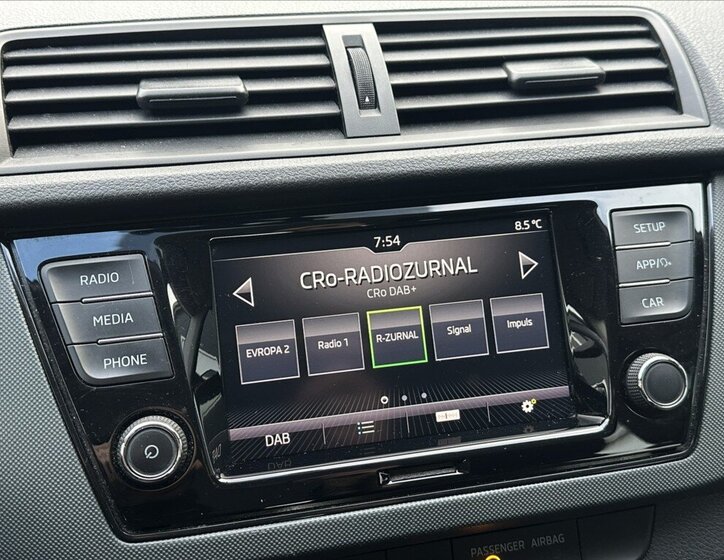 7:54
8.5 °C
CRo-RADIOZURNAL
CRo DAB+
EVROPA 2
Radio 1
R-ZURNAL
Signal
Impuls
DAB
RADIO
MEDIA
PHONE
SETUP
APP/
CAR
PASSENGER AIRBAG